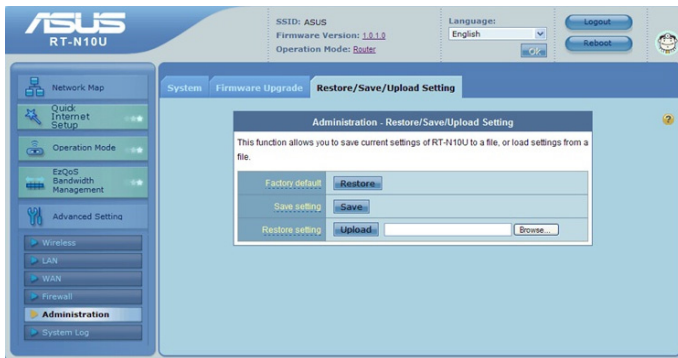 ASUS
RT-N10U
SSID: ASUS
Firmware Version: 1.0.1.0
Operation Mode: Router
Language:
English
OK
Logout
Reboot
Network Map
Quick
Internet
Setup
Operation Mode
EzQoS
Bandwidth
Management
Advanced Setting
Wireless
LAN
WAN
Firewall
Administration
System Log
System
Firmware Upgrade
Restore/Save/Upload Setting
Administration - Restore/Save/Upload Setting
This function allows you to save current settings of RT-N10U to a file, or load settings from a
file.
Factory default
Restore
Save setting
Save
Restore setting
Upload
Browse...
?